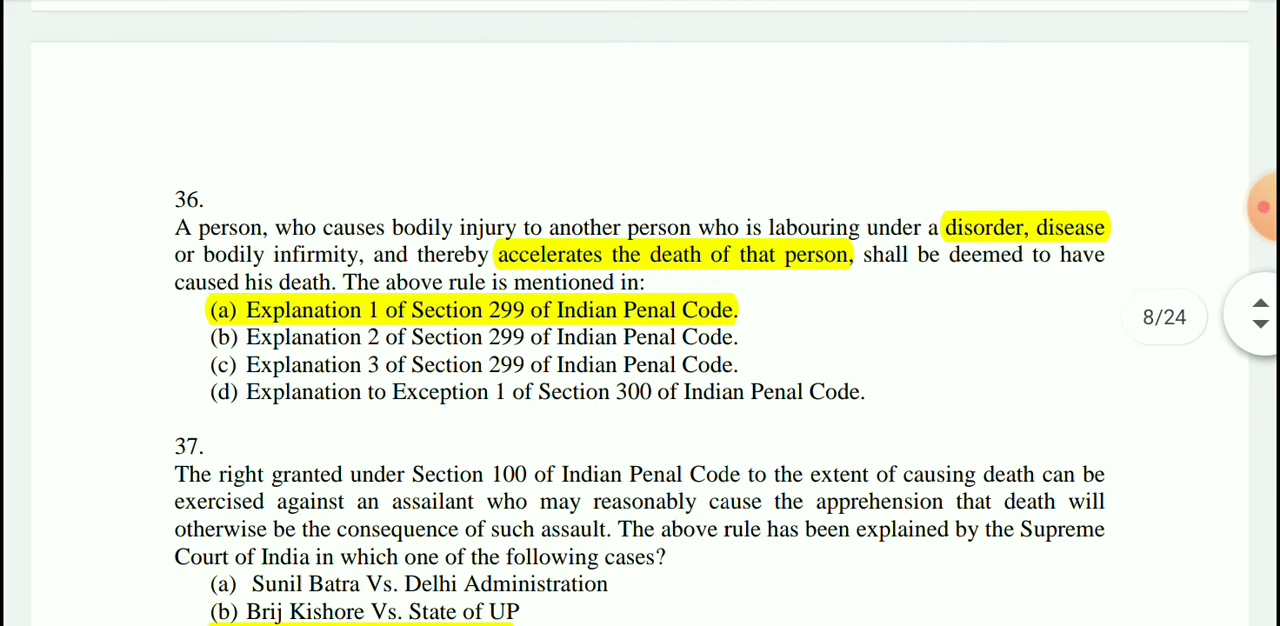 36.
A person, who causes bodily injury to another person who is labouring under a disorder, disease
or bodily infirmity, and thereby accelerates the death of that person, shall be deemed to have
caused his death. The above rule is mentioned in:
(a) Explanation 1 of Section 299 of Indian Penal Code.
(b) Explanation 2 of Section 299 of Indian Penal Code.
(c) Explanation 3 of Section 299 of Indian Penal Code.
(d) Explanation to Exception 1 of Section 300 of Indian Penal Code.
8/24
37.
The right granted under Section 100 of Indian Penal Code to the extent of causing death can be
exercised against an assailant who may reasonably cause the apprehension that death will
otherwise be the consequence of such assault. The above rule has been explained by the Supreme
Court of India in which one of the following cases?
(a) Sunil Batra Vs. Delhi Administration
(b) Brij Kishore Vs. State of UP